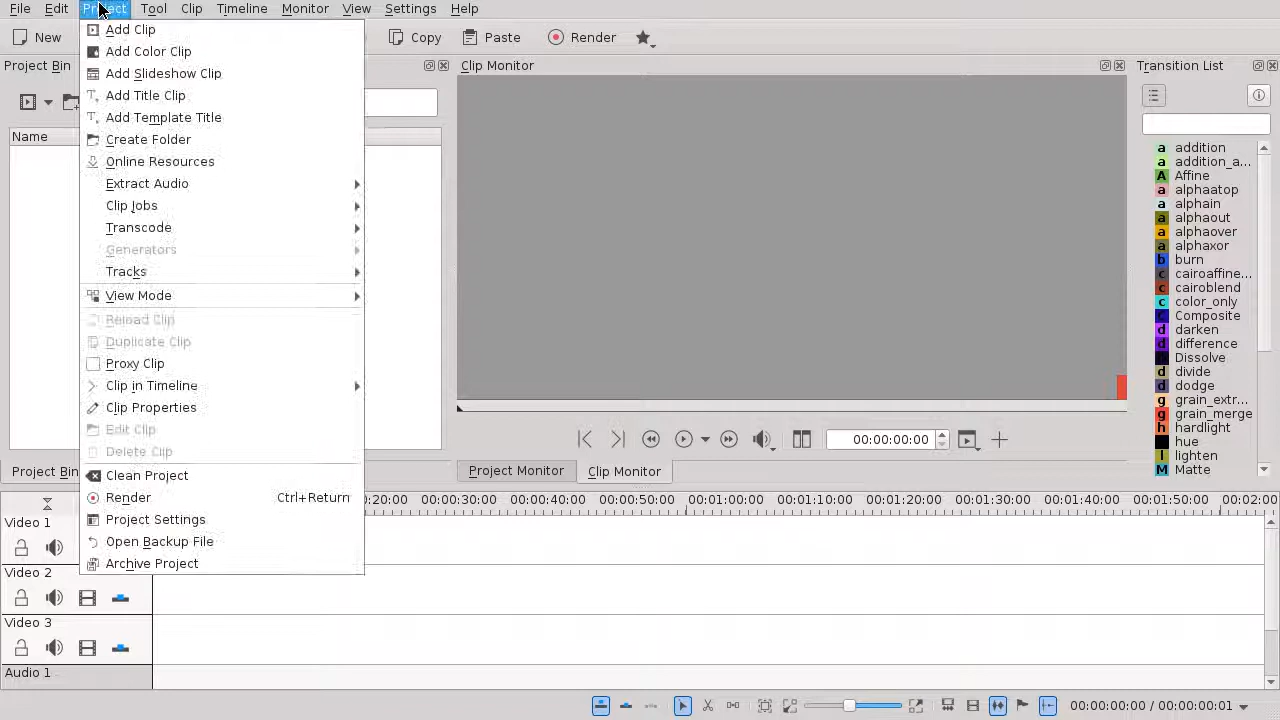 File Edit Project Tool Clip Timeline Monitor View Settings Help
New Copy Paste Render
Project Bin Clip Monitor Transition List
Name
Add Clip
Add Color Clip
Add Slideshow Clip
Add Title Clip
Add Template Title
Create Folder
Online Resources
Extract Audio
Clip Jobs
Transcode
Generators
Tracks
View Mode
Reload Clip
Duplicate Clip
Proxy Clip
Clip in Timeline
Clip Properties
Edit Clip
Delete Clip
Clean Project
Render Ctrl+Return
Project Settings
Open Backup File
Archive Project
addition
addition_a...
Affine
alphaatop
alphain
alphaout
alphaover
alphaxor
burn
cairoaffine...
cairoblend
color_only
Composite
darken
difference
Dissolve
divide
dodge
grain_extr...
grain_merge
hardlight
hue
lighten
Matte
00:00:00:00
Project Bin Project Monitor Clip Monitor
:20:00 00:00:30:00 00:00:40:00 00:00:50:00 00:01:00:00 00:01:10:00 00:01:20:00 00:01:30:00 00:01:40:00 00:01:50:00 00:02:00
Video 1
Video 2
Video 3
Audio 1
00:00:00:00 / 00:00:00:01